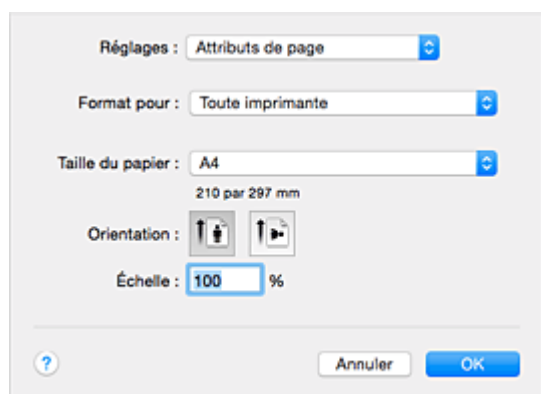 Réglages : Attributs de page
Format pour : Toute imprimante
Taille du papier : A4
210 par 297 mm
Orientation :
Échelle : 100 %
? Annuler OK